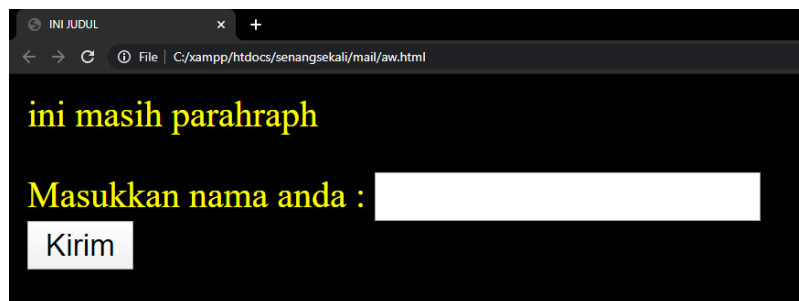 INI JUDUL
File | C:/xampp/htdocs/senangsekali/mail/aw.html
ini masih parahraph
Masukkan nama anda :
Kirim